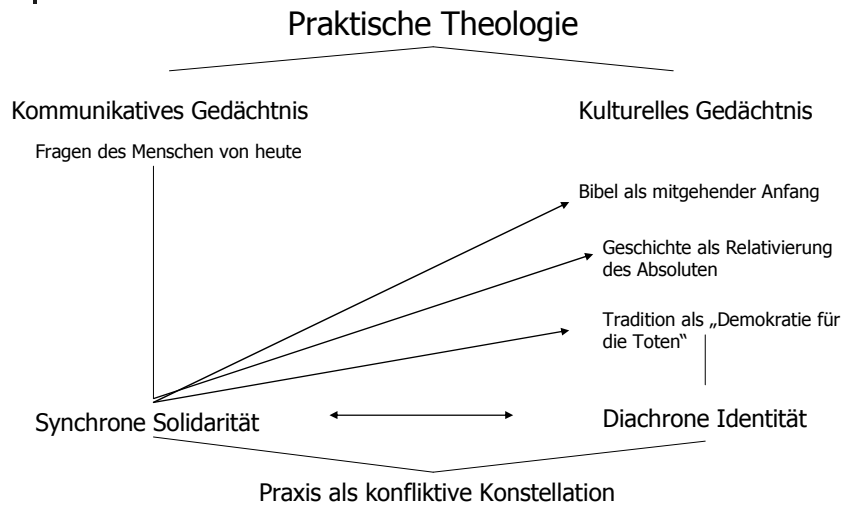 Praktische Theologie
Kommunikatives Gedächtnis
Kulturelles Gedächtnis
Fragen des Menschen von heute
Bibel als mitgehender Anfang
Geschichte als Relativierung
des Absoluten
Tradition als „Demokratie für
die Toten“
Synchrone Solidarität
Diachrone Identität
Praxis als konfliktive Konstellation